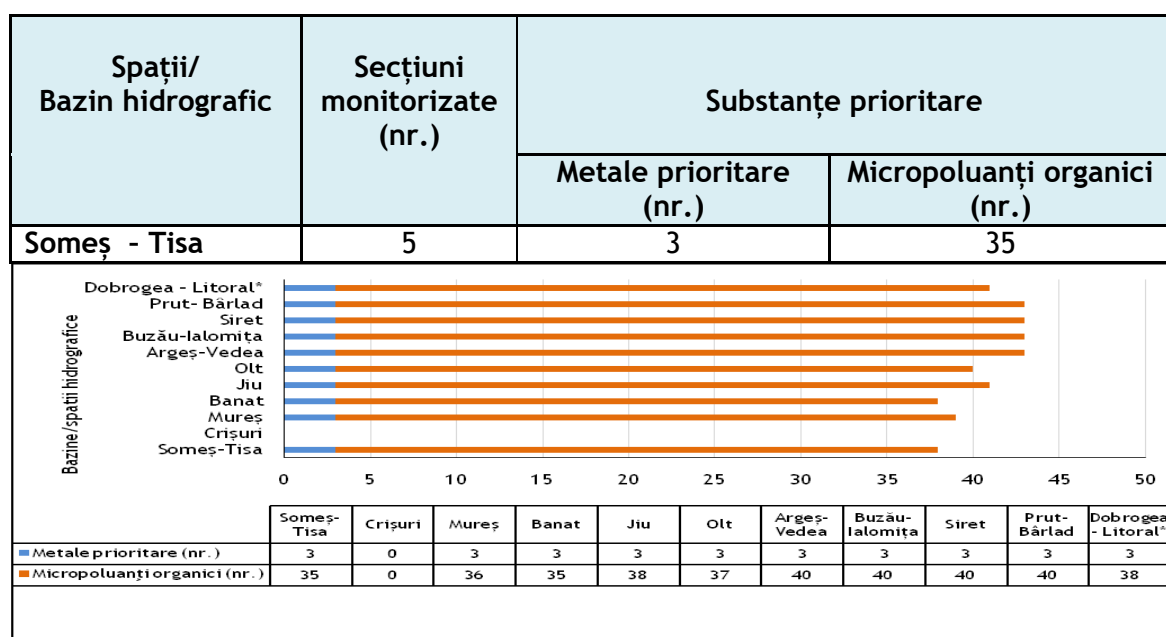 Spații/
Bazin hidrografic
Secțiuni
monitorizate
(nr.)
Substanțe prioritare
Metale prioritare
(nr.)
Micropoluanți organici
(nr.)
Someș - Tisa 5 3 35
Bazine/spatii hidrografice
Dobrogea - Litoral*
Prut- Bârlad
Siret
Buzău-Ialomița
Argeș-Vedea
Olt
Jiu
Banat
Mureș
Crișuri
Someș-Tisa
0 5 10 15 20 25 30 35 40 45 50
Someș-
Tisa
Crișuri
Mureș
Banat
Jiu
Olt
Argeș-
Vedea
Buzău-
Ialomița
Siret
Prut-
Bârlad
Dobrogea
- Litoral*
Metale prioritare (nr.) 3 0 3 3 3 3 3 3 3 3 3
Micropoluanți organici (nr.) 35 0 36 35 38 37 40 40 40 40 38